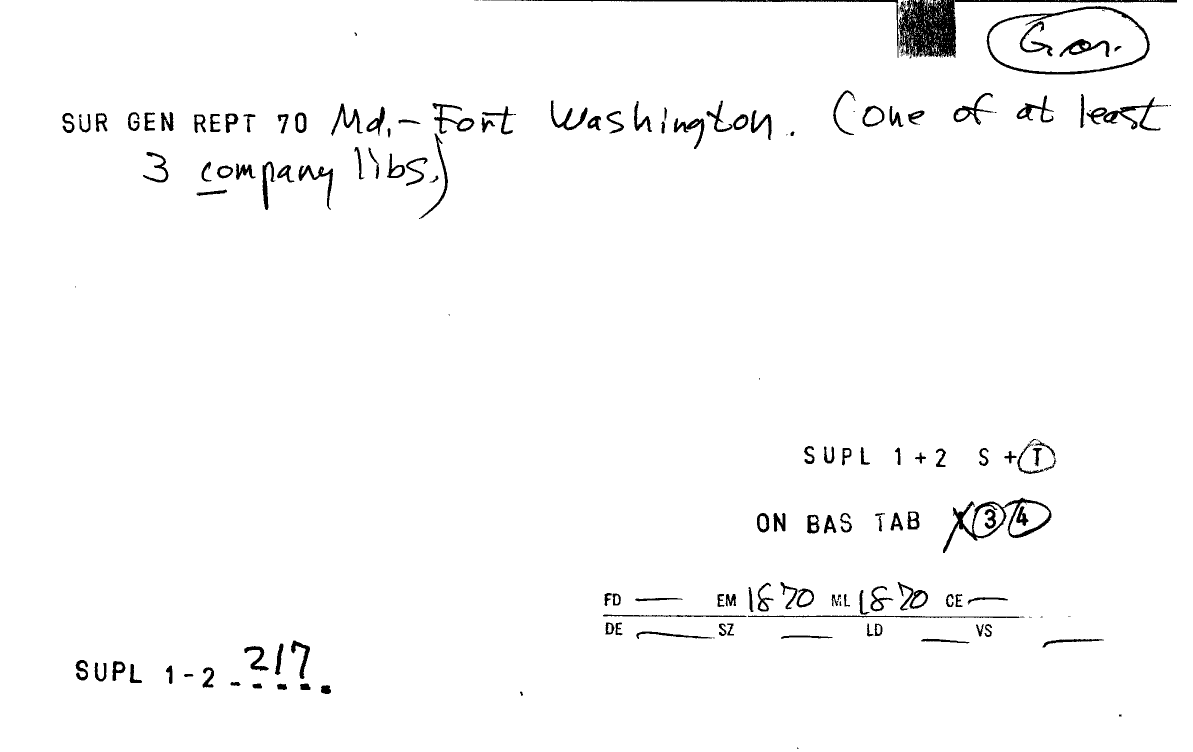 Gar.
SUR GEN REPT 70 Md.- Fort Washington. (one of at least
3 company libs.)
SUPL 1+2 S+T
ON BAS TAB X 3 4
FD — EM 1870 ML 1870 CE —
DE — SZ — LD — VS —
SUPL 1-2 217